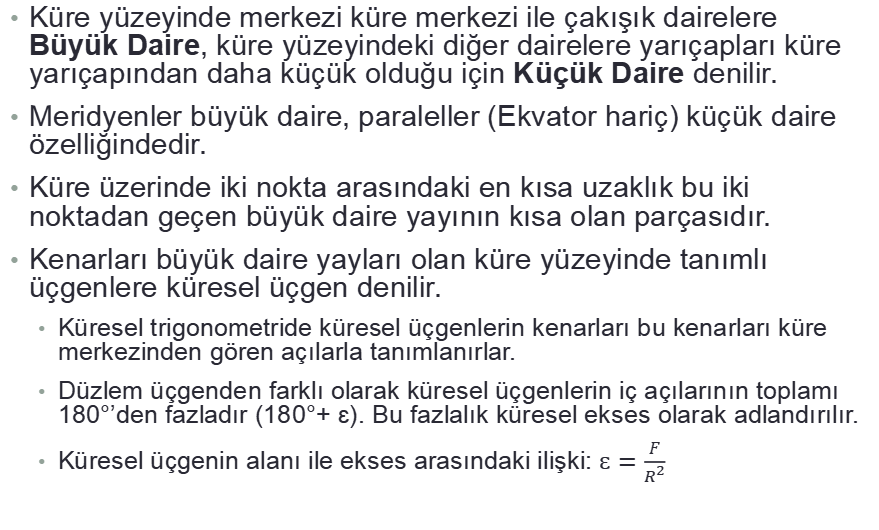 • Küre yüzeyinde merkezi küre merkezi ile çakışık dairelere
Büyük Daire, küre yüzeyindeki diğer dairelere yarıçapları küre
yarıçapından daha küçük olduğu için Küçük Daire denilir.
• Meridyenler büyük daire, paraleller (Ekvator hariç) küçük daire
özelliğindedir.
• Küre üzerinde iki nokta arasındaki en kısa uzaklık bu iki
noktadan geçen büyük daire yayının kısa olan parçasıdır.
• Kenarları büyük daire yayları olan küre yüzeyinde tanımlı
üçgenlere küresel üçgen denilir.
• Küresel trigonometride küresel üçgenlerin kenarları bu kenarları küre
merkezinden gören açılarla tanımlanırlar.
• Düzlem üçgenden farklı olarak küresel üçgenlerin iç açılarının toplamı
180°'den fazladır (180°+ ε). Bu fazlalık küresel ekses olarak adlandırılır.
• Küresel üçgenin alanı ile ekses arasındaki ilişki: ε = F/R²